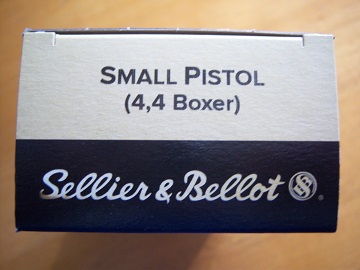 SMALL PISTOL
(4,4 Boxer)
Sellier & Bellot ®